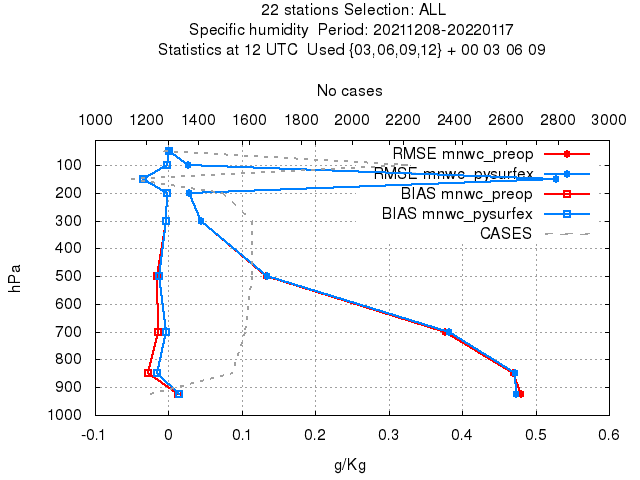 22 stations Selection: ALL
Specific humidity  Period: 20211208-20220117
Statistics at 12 UTC  Used {03,06,09,12} + 00 03 06 09
No cases
1000 1200 1400 1600 1800 2000 2200 2400 2600 2800 3000
RMSE mnwc_preop
RMSE mnwc_pysurfex
BIAS mnwc_preop
BIAS mnwc_pysurfex
CASES
hPa
100
200
300
400
500
600
700
800
900
1000
-0.1 0 0.1 0.2 0.3 0.4 0.5 0.6
g/Kg